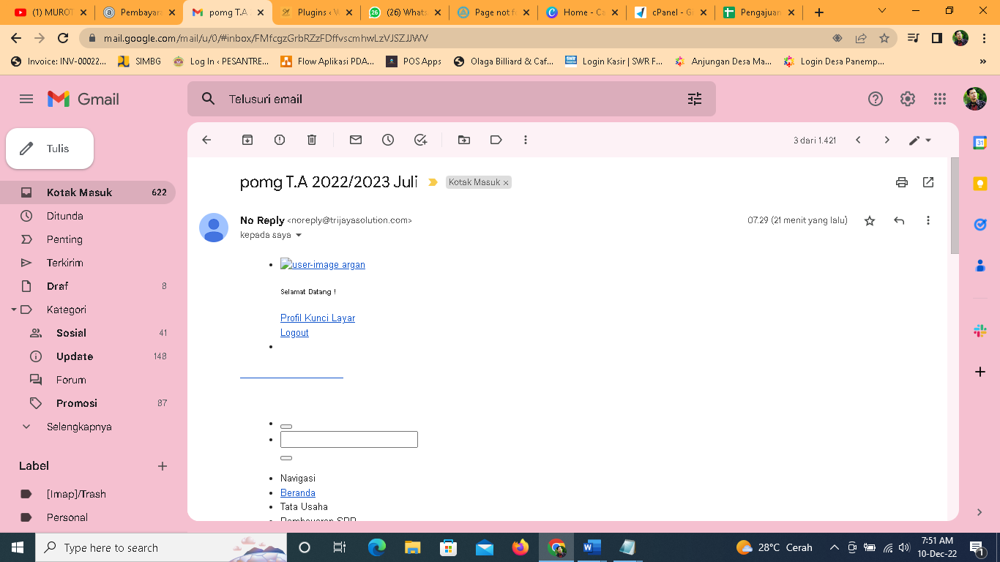 (1) MUROT
Pembayara
pomg T.A
Plugins ‹ V
(26) Whats
Page not f
Home - Ca
cPanel - G
Pengajuan
mail.google.com/mail/u/0/#inbox/FMfcgzGrbRZzFDffvscmhwLzVJSZJJWV
Invoice: INV-00022...
SIMBG
Log In ‹ PESANTRE...
Flow Aplikasi PDA...
POS Apps
Olaga Billiard & Caf...
Login Kasir | SWR F...
Anjungan Desa Ma...
Login Desa Panemp...
»
Gmail
Telusuri email
Tulis
3 dari 1.421
Kotak Masuk 622
Ditunda
Penting
Terkirim
Draf 8
Kategori
Sosial 41
Update 148
Forum
Promosi 87
Selengkapnya
Label
[Imap]/Trash
Personal
pomg T.A 2022/2023 Juli
Kotak Masuk ×
No Reply <noreply@trijayasolution.com>
07.29 (21 menit yang lalu)
kepada saya
user-image argan
Selamat Datang !
Profil Kunci Layar
Logout
Navigasi
Beranda
Tata Usaha
Pembayaran SPP
31
Type here to search
28°C Cerah
7:51 AM
10-Dec-22
1